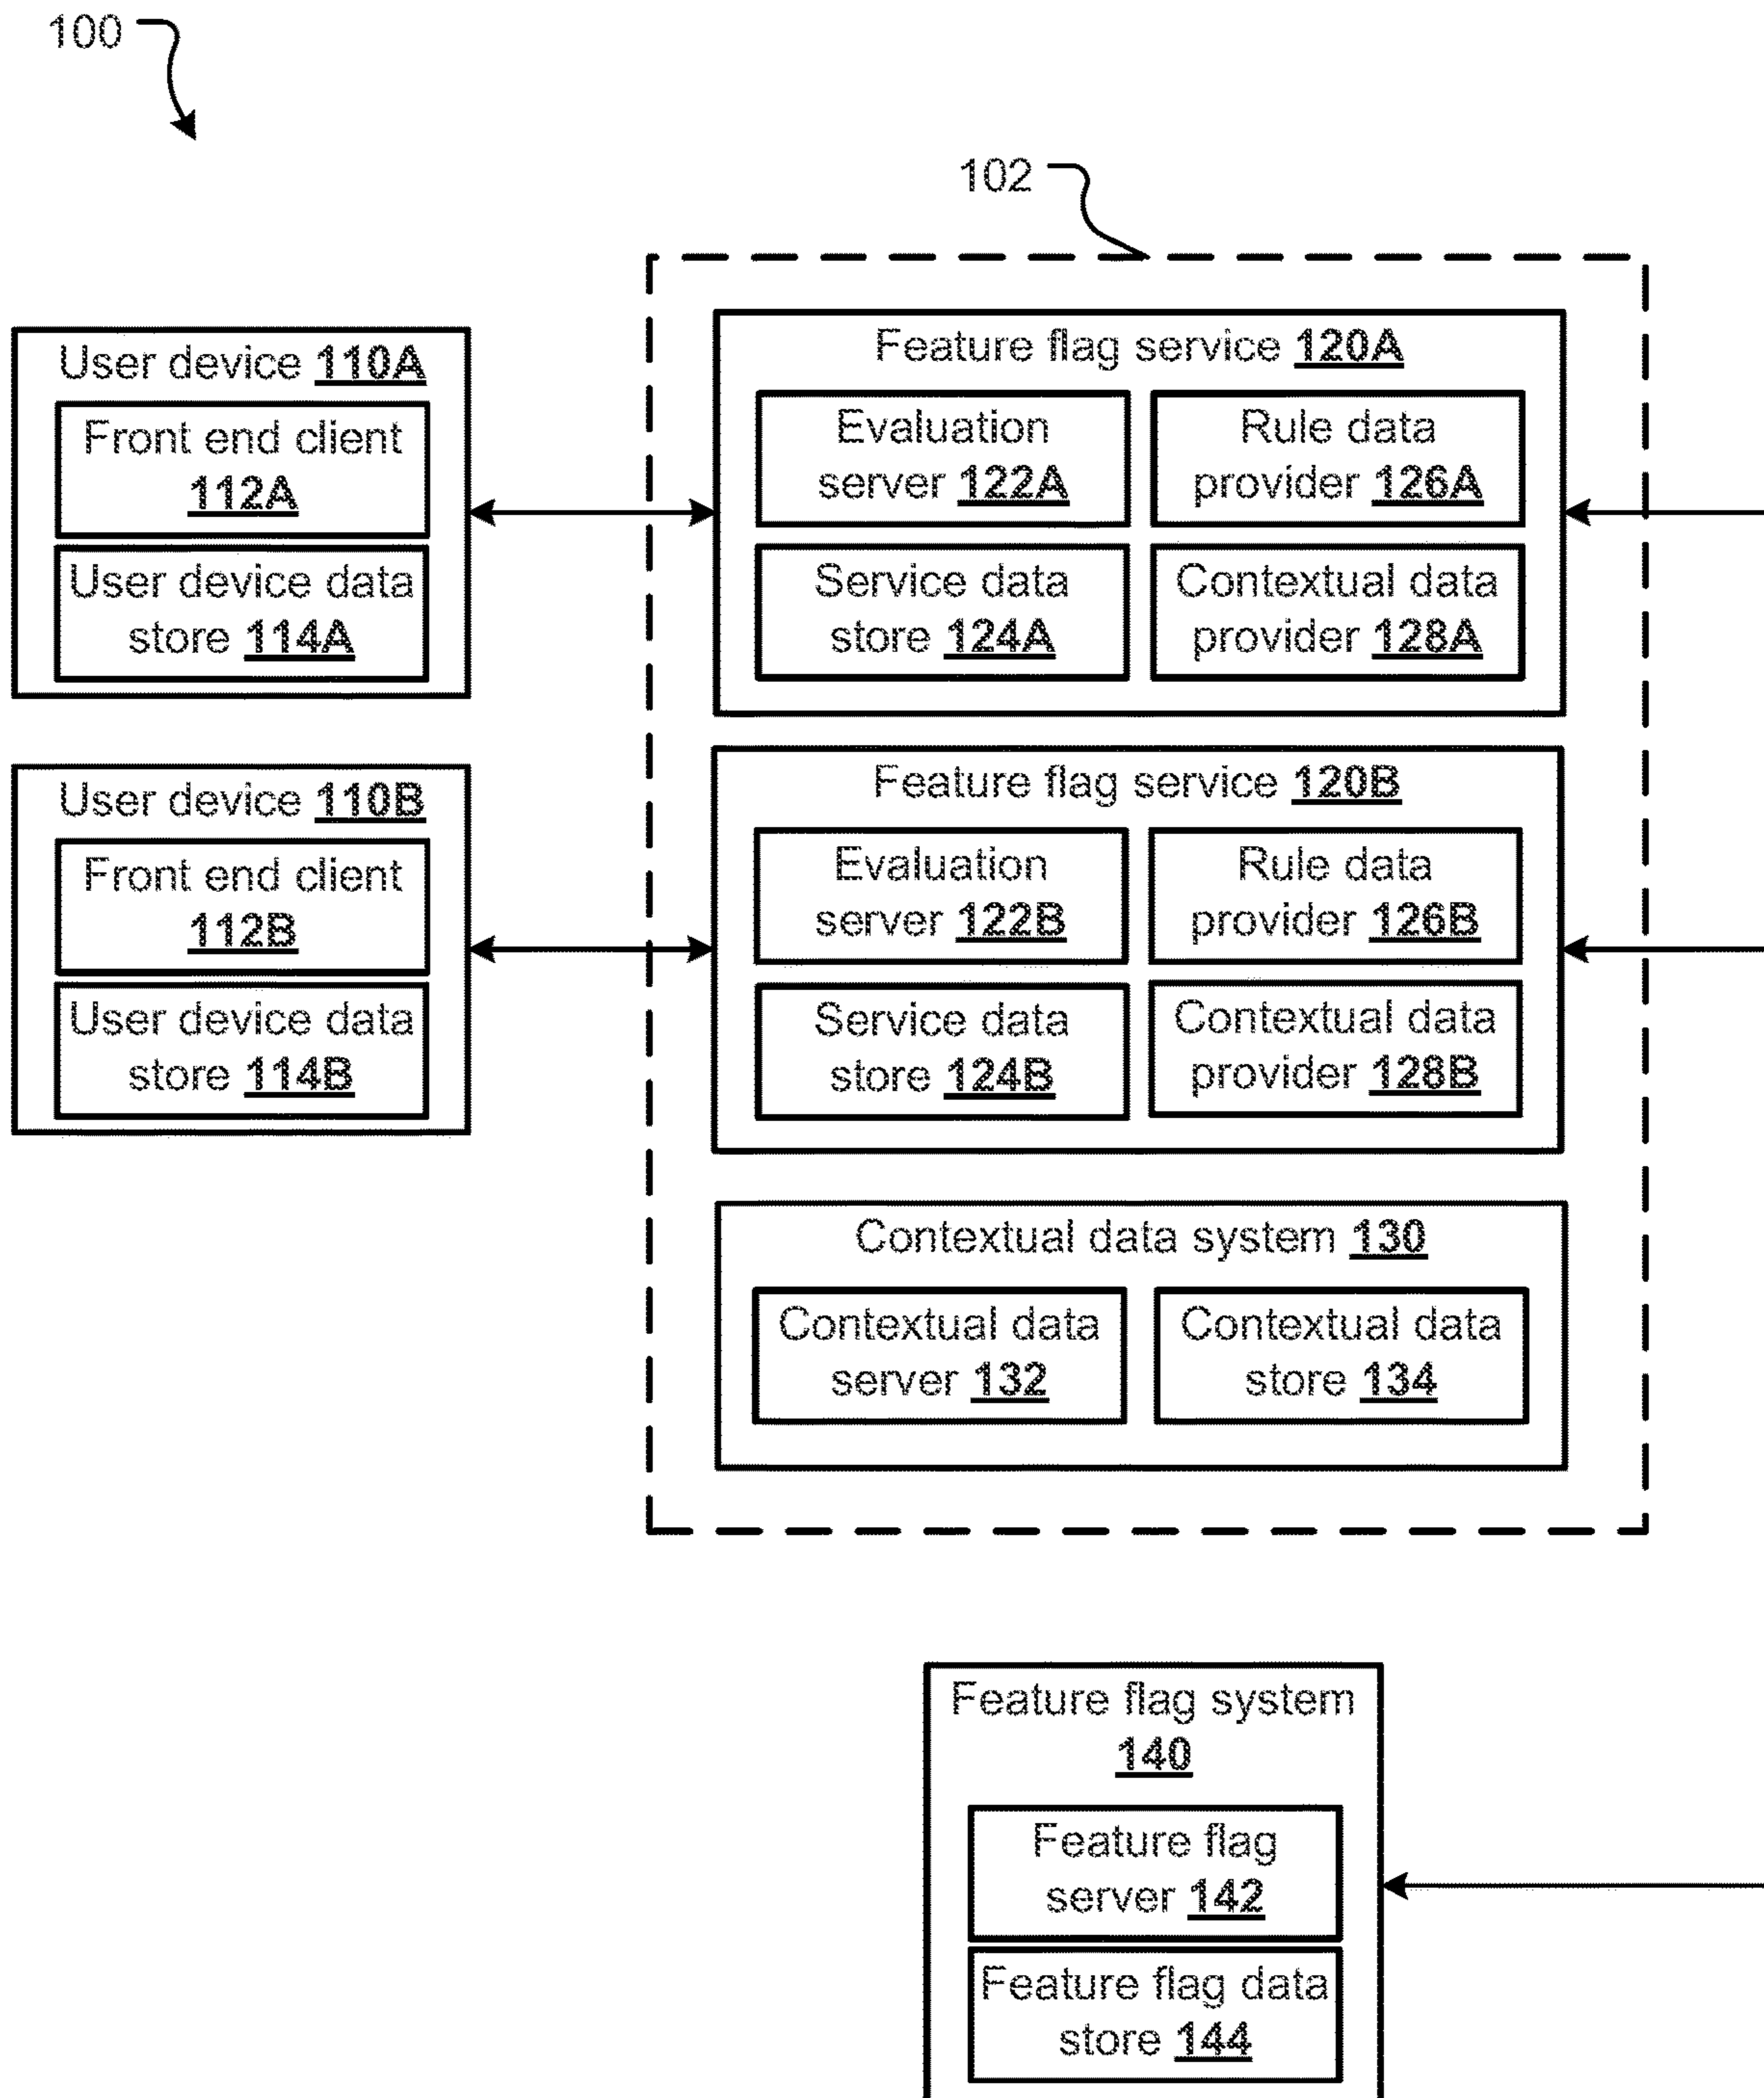 100
102
User device 110A
Front end client
112A
User device data
store 114A
User device 110B
Front end client
112B
User device data
store 114B
Feature flag service 120A
Evaluation
server 122A
Rule data
provider 126A
Service data
store 124A
Contextual data
provider 128A
Feature flag service 120B
Evaluation
server 122B
Rule data
provider 126B
Service data
store 124B
Contextual data
provider 128B
Contextual data system 130
Contextual data
server 132
Contextual data
store 134
Feature flag system
140
Feature flag
server 142
Feature flag data
store 144